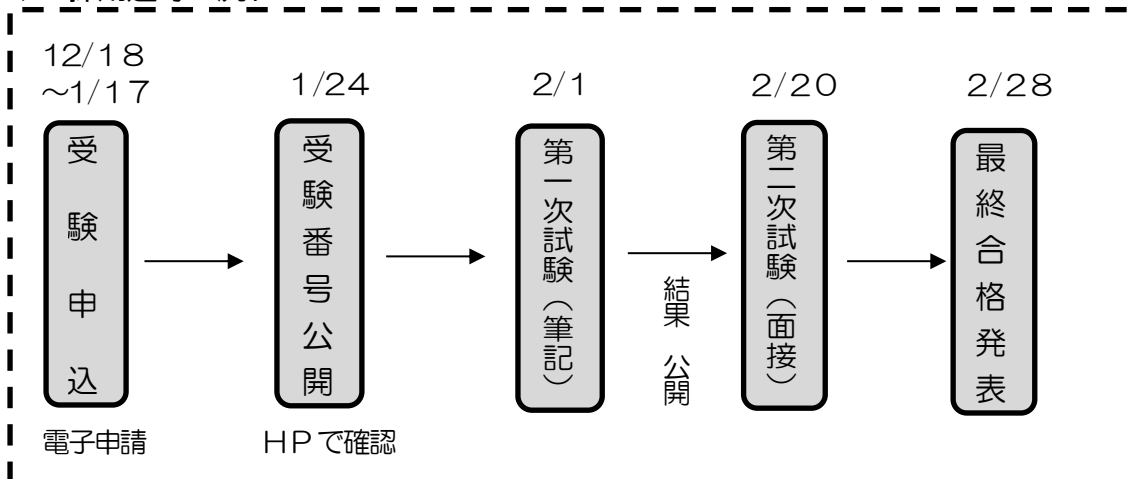 12/18
～1/17
1/24
2/1
2/20
2/28
受験申込
受験番号公開
第一次試験（筆記）
結果 公開
第二次試験（面接）
最終合格発表
電子申請
ＨＰで確認